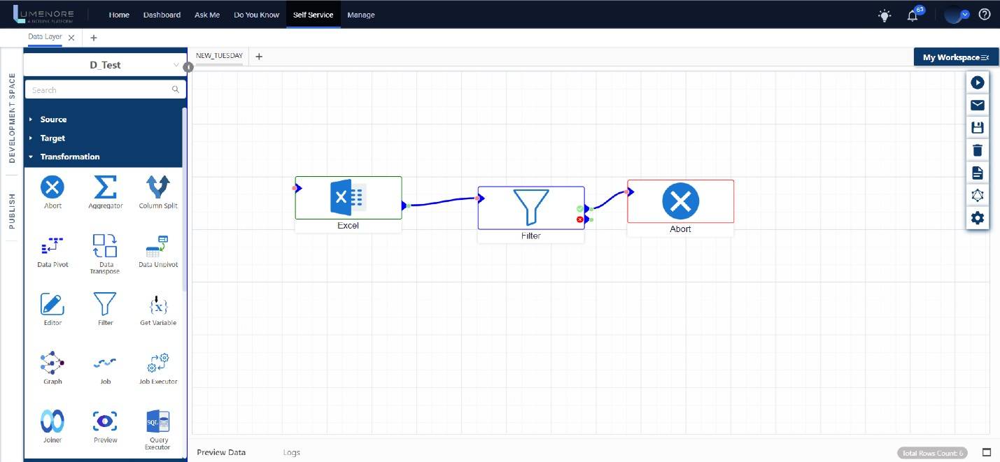 LUMENORE
A NETLINK PLATFORM
Home
Dashboard
Ask Me
Do You Know
Self Service
Manage
63
Data Layer
DEVELOPMENT SPACE
PUBLISH
D_Test
Search
Source
Target
Transformation
Abort
Aggregator
Column Split
Data Pivot
Data
Transpose
Data Unpivot
Editor
Filter
{x}
Get Variable
Graph
Job
Job Executor
Joiner
Preview
SQL
Query
Executor
NEW_TUESDAY
My Workspace
X
Excel
Filter
Abort
Preview Data
Logs
Total Rows Count: 6